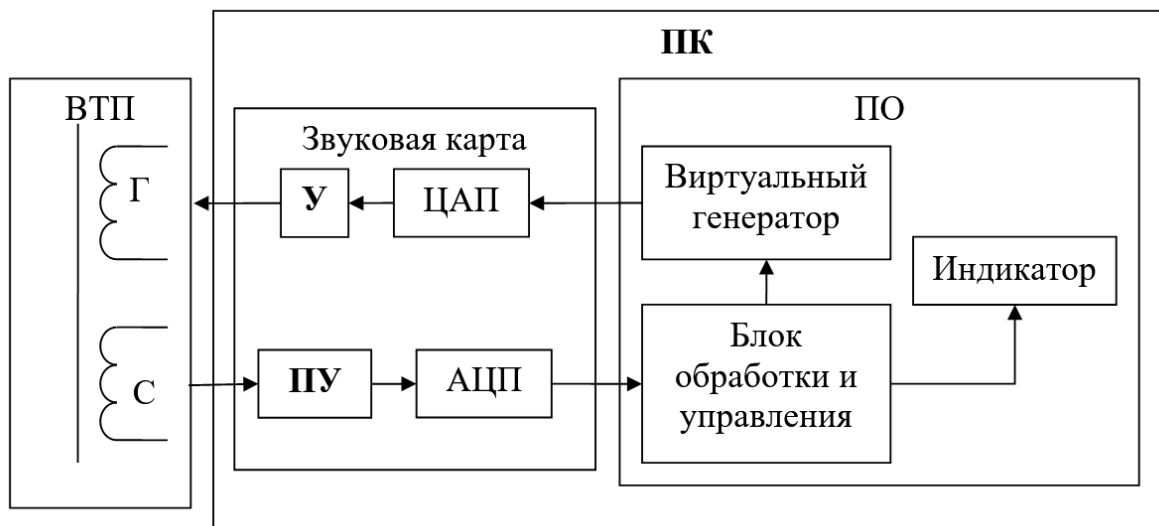 ПК
ВТП
ПО
Звуковая карта
Г
У
ЦАП
Виртуальный
генератор
Индикатор
С
ПУ
АЦП
Блок
обработки и
управления